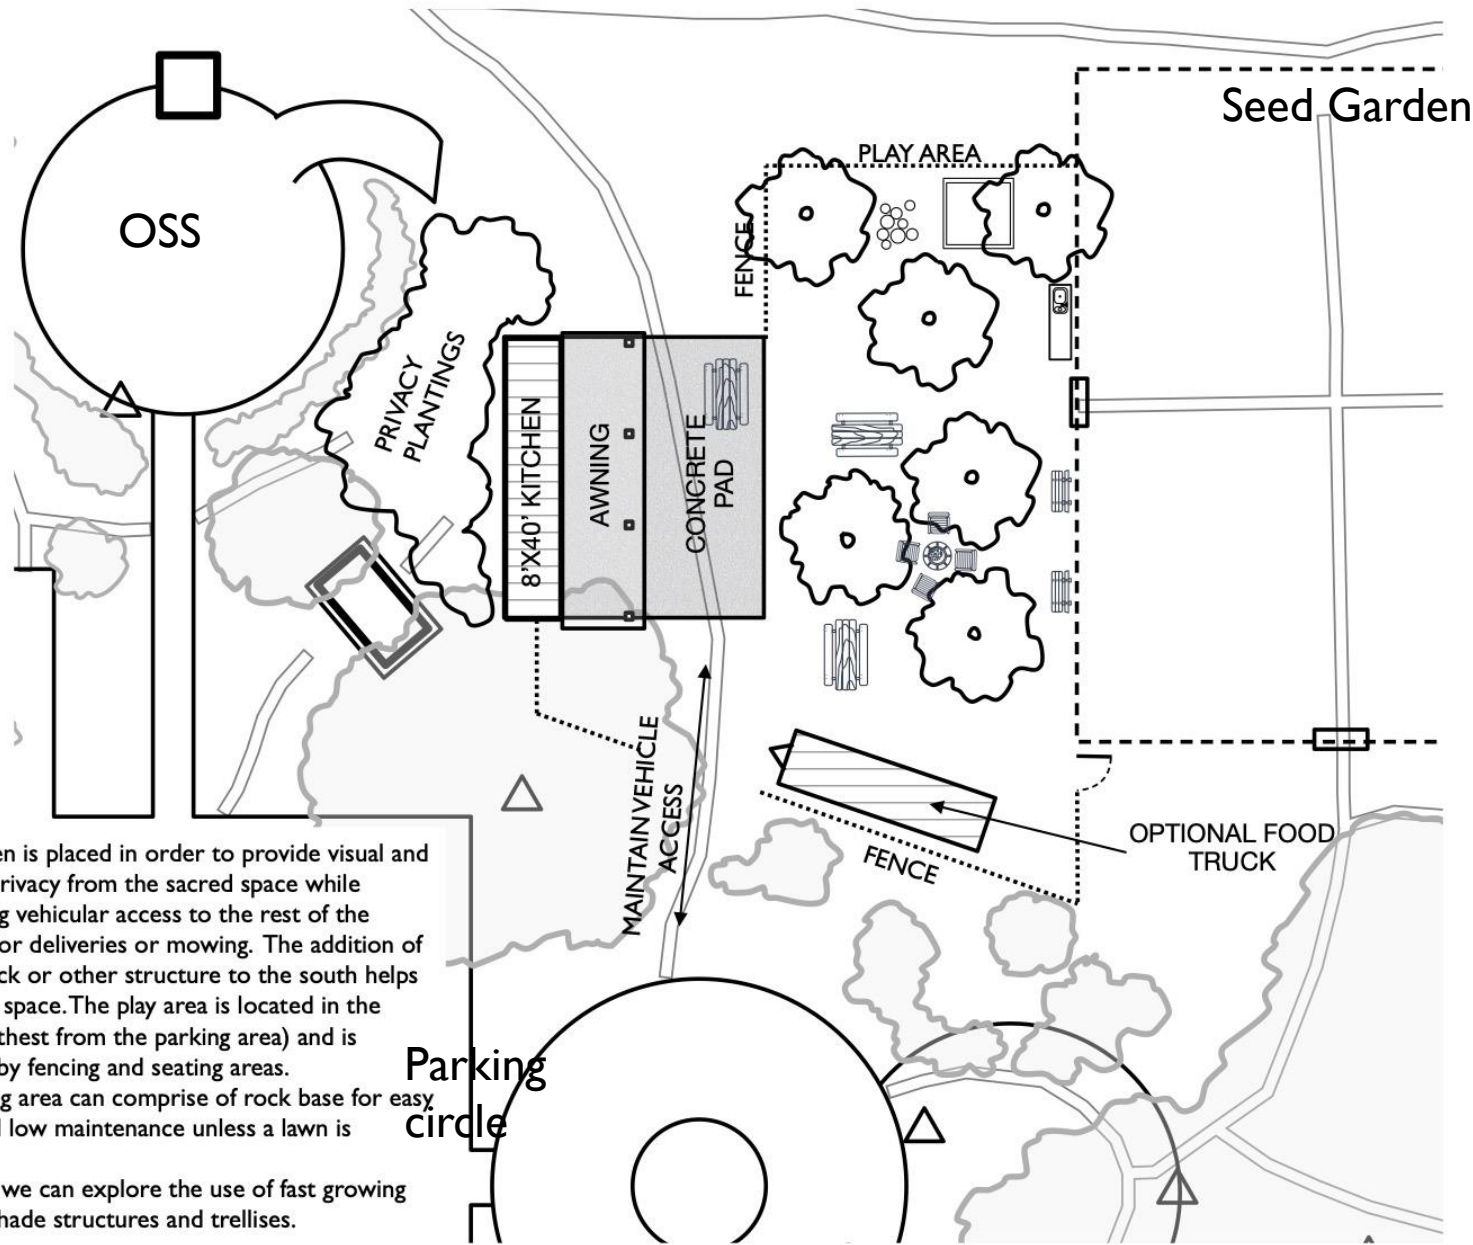 Seed Garden
PLAY AREA
OSS
FENCE
PRIVACY
PLANTINGS
8'X40' KITCHEN
AWNING
CONCRETE
PAD
MAINTAIN VEHICLE
ACCESS
OPTIONAL FOOD
TRUCK
FENCE
en is placed in order to provide visual and
rivacy from the sacred space while
g vehicular access to the rest of the
or deliveries or mowing. The addition of
ck or other structure to the south helps
space. The play area is located in the
thest from the parking area) and is
by fencing and seating areas.
g area can comprise of rock base for easy
l low maintenance unless a lawn is
we can explore the use of fast growing
hade structures and trellises.
Parking
circle